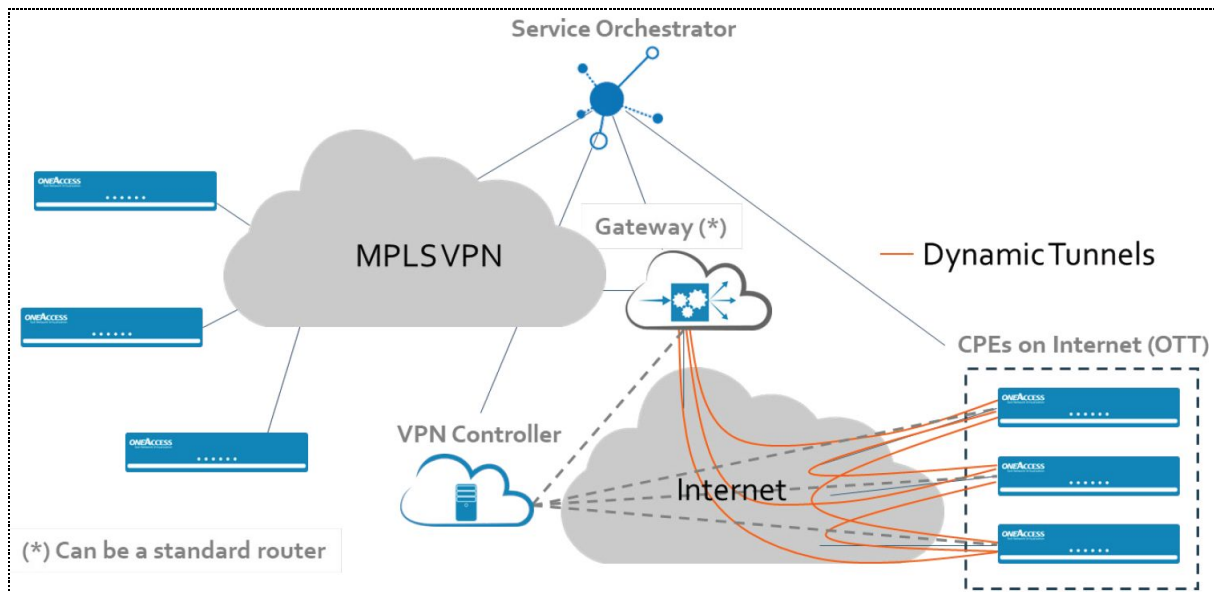 Service Orchestrator
ONEACCESS
Gateway (*)
MPLS VPN
Dynamic Tunnels
ONEACCESS
CPEs on Internet (OTT)
ONEACCESS
VPN Controller
ONEACCESS
ONEACCESS
Internet
(*) Can be a standard router
ONEACCESS